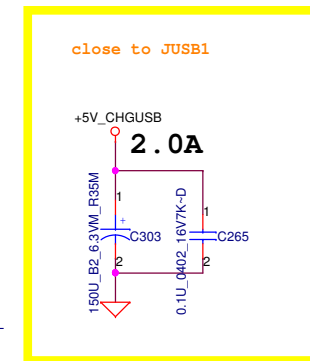 close to JUSB1
+5V_CHGUSB
2.0A
150U_B2_6.3VM_R35M
1
+
C303
2
0.1U_0402_16V7K~D
1
C265
2